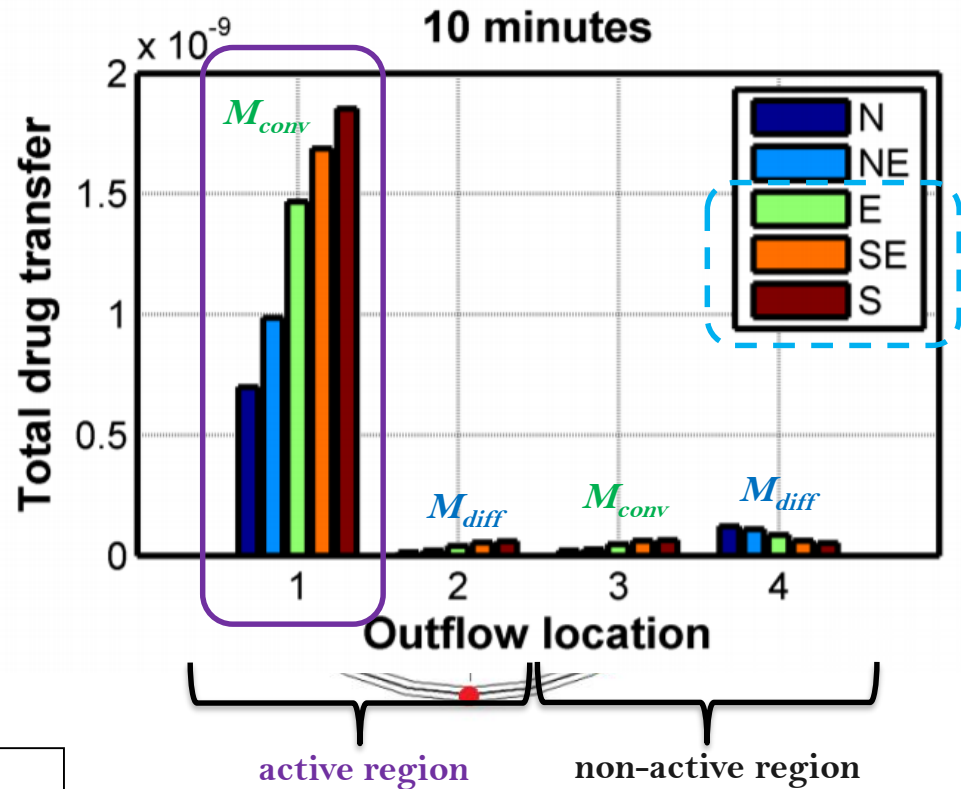 10 minutes
x 10^-9
Total drug transfer
2
1.5
1
0.5
0
M_conv
M_diff
M_conv
M_diff
N
NE
E
SE
S
1 2 3 4
Outflow location
active region
non-active region